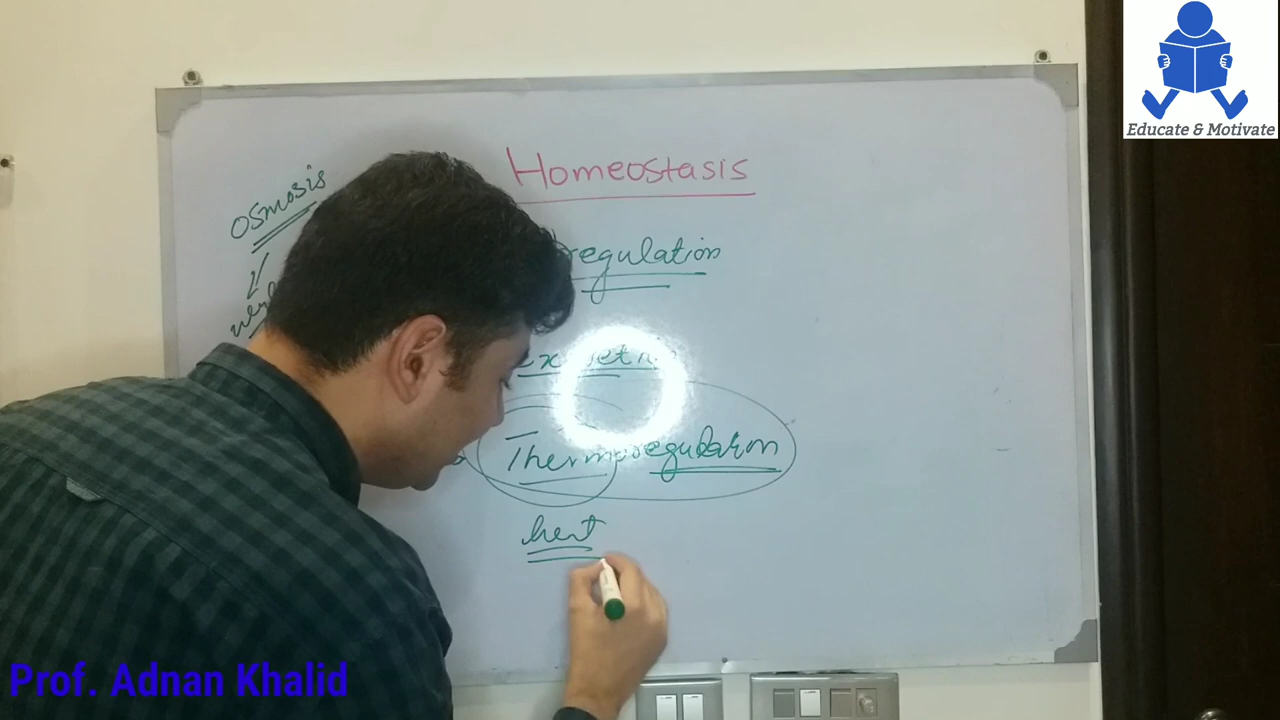 Educate & Motivate
Homeostasis
osmosis
regulation
Thermoregulation
heat
Prof. Adnan Khalid